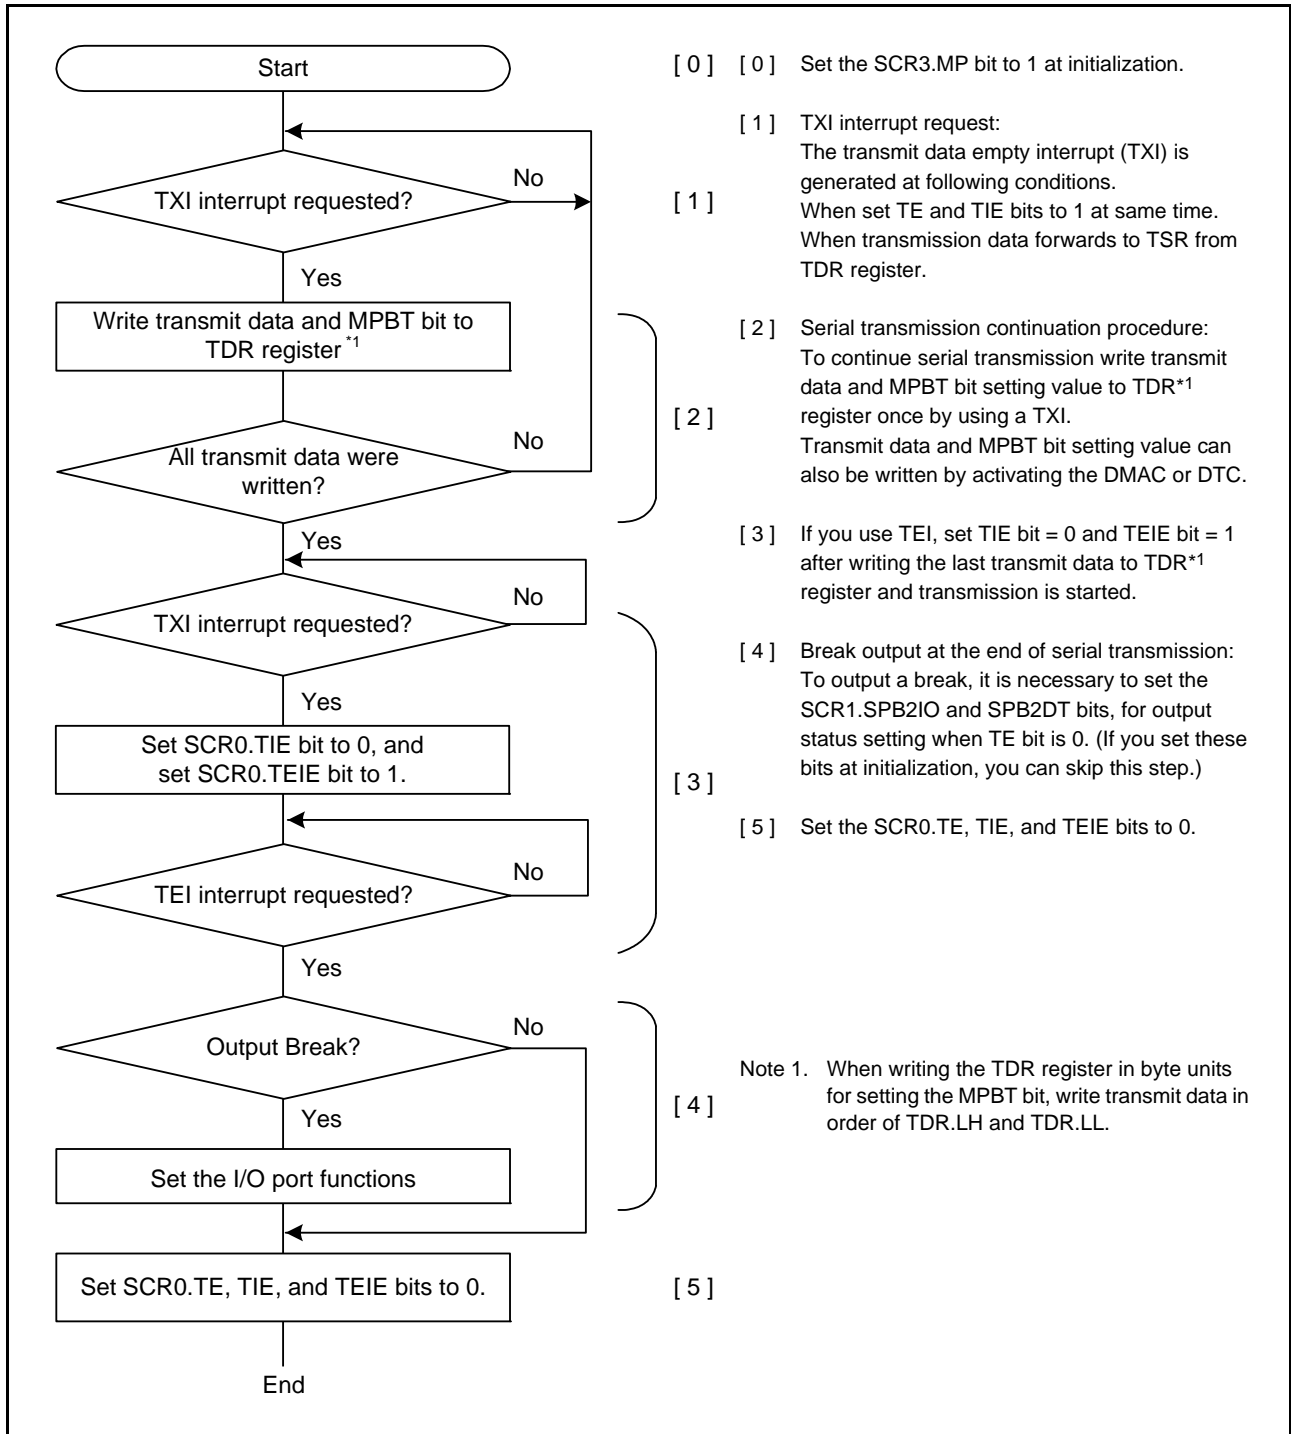 Start
TXI interrupt requested?
No
Yes
Write transmit data and MPBT bit to
TDR register *1
All transmit data were
written?
No
Yes
TXI interrupt requested?
No
Yes
Set SCR0.TIE bit to 0, and
set SCR0.TEIE bit to 1.
TEI interrupt requested?
No
Yes
Output Break?
No
Yes
Set the I/O port functions
Set SCR0.TE, TIE, and TEIE bits to 0.
End
[ 0 ]
[ 1 ]
[ 2 ]
[ 3 ]
[ 4 ]
[ 5 ]
[ 0 ] Set the SCR3.MP bit to 1 at initialization.
[ 1 ] TXI interrupt request:
The transmit data empty interrupt (TXI) is
generated at following conditions.
When set TE and TIE bits to 1 at same time.
When transmission data forwards to TSR from
TDR register.
[ 2 ] Serial transmission continuation procedure:
To continue serial transmission write transmit
data and MPBT bit setting value to TDR*1
register once by using a TXI.
Transmit data and MPBT bit setting value can
also be written by activating the DMAC or DTC.
[ 3 ] If you use TEI, set TIE bit = 0 and TEIE bit = 1
after writing the last transmit data to TDR*1
register and transmission is started.
[ 4 ] Break output at the end of serial transmission:
To output a break, it is necessary to set the
SCR1.SPB2IO and SPB2DT bits, for output
status setting when TE bit is 0. (If you set these
bits at initialization, you can skip this step.)
[ 5 ] Set the SCR0.TE, TIE, and TEIE bits to 0.
Note 1. When writing the TDR register in byte units
for setting the MPBT bit, write transmit data in
order of TDR.LH and TDR.LL.